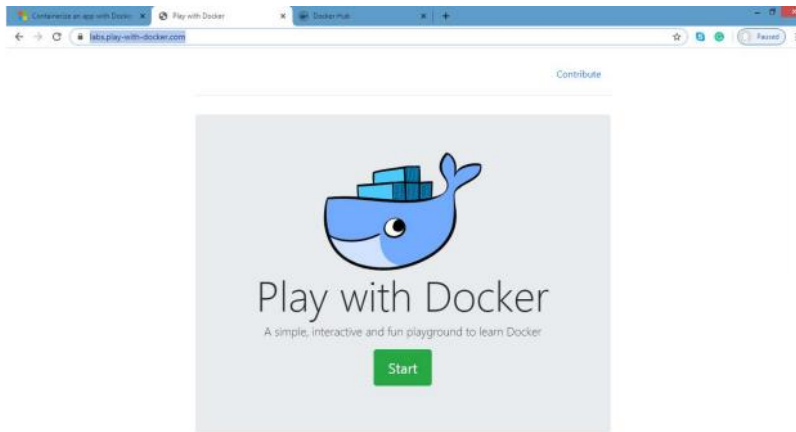 Containerize an app with Docke
Play with Docker
Docker Hub
labs.play-with-docker.com
Paused
Contribute
Play with Docker
A simple, interactive and fun playground to learn Docker
Start